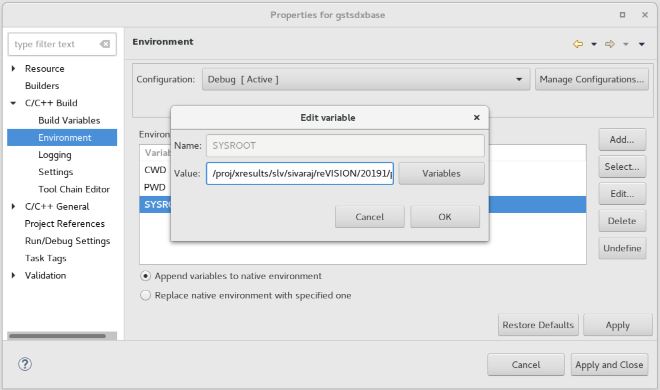 Properties for gstsdxbase
type filter text
Resource
Builders
C/C++ Build
Build Variables
Environment
Logging
Settings
Tool Chain Editor
C/C++ General
Project References
Run/Debug Settings
Task Tags
Validation
Environment
Configuration: Debug [ Active ] Manage Configurations...
Edit variable
Name: SYSROOT
Value: /proj/xresults/slv/sivaraj/reVISION/20191/ Variables
Cancel OK
CWD
PWD
Add...
Select...
Edit...
Delete
Undefine
Append variables to native environment
Replace native environment with specified one
Restore Defaults Apply
Cancel Apply and Close